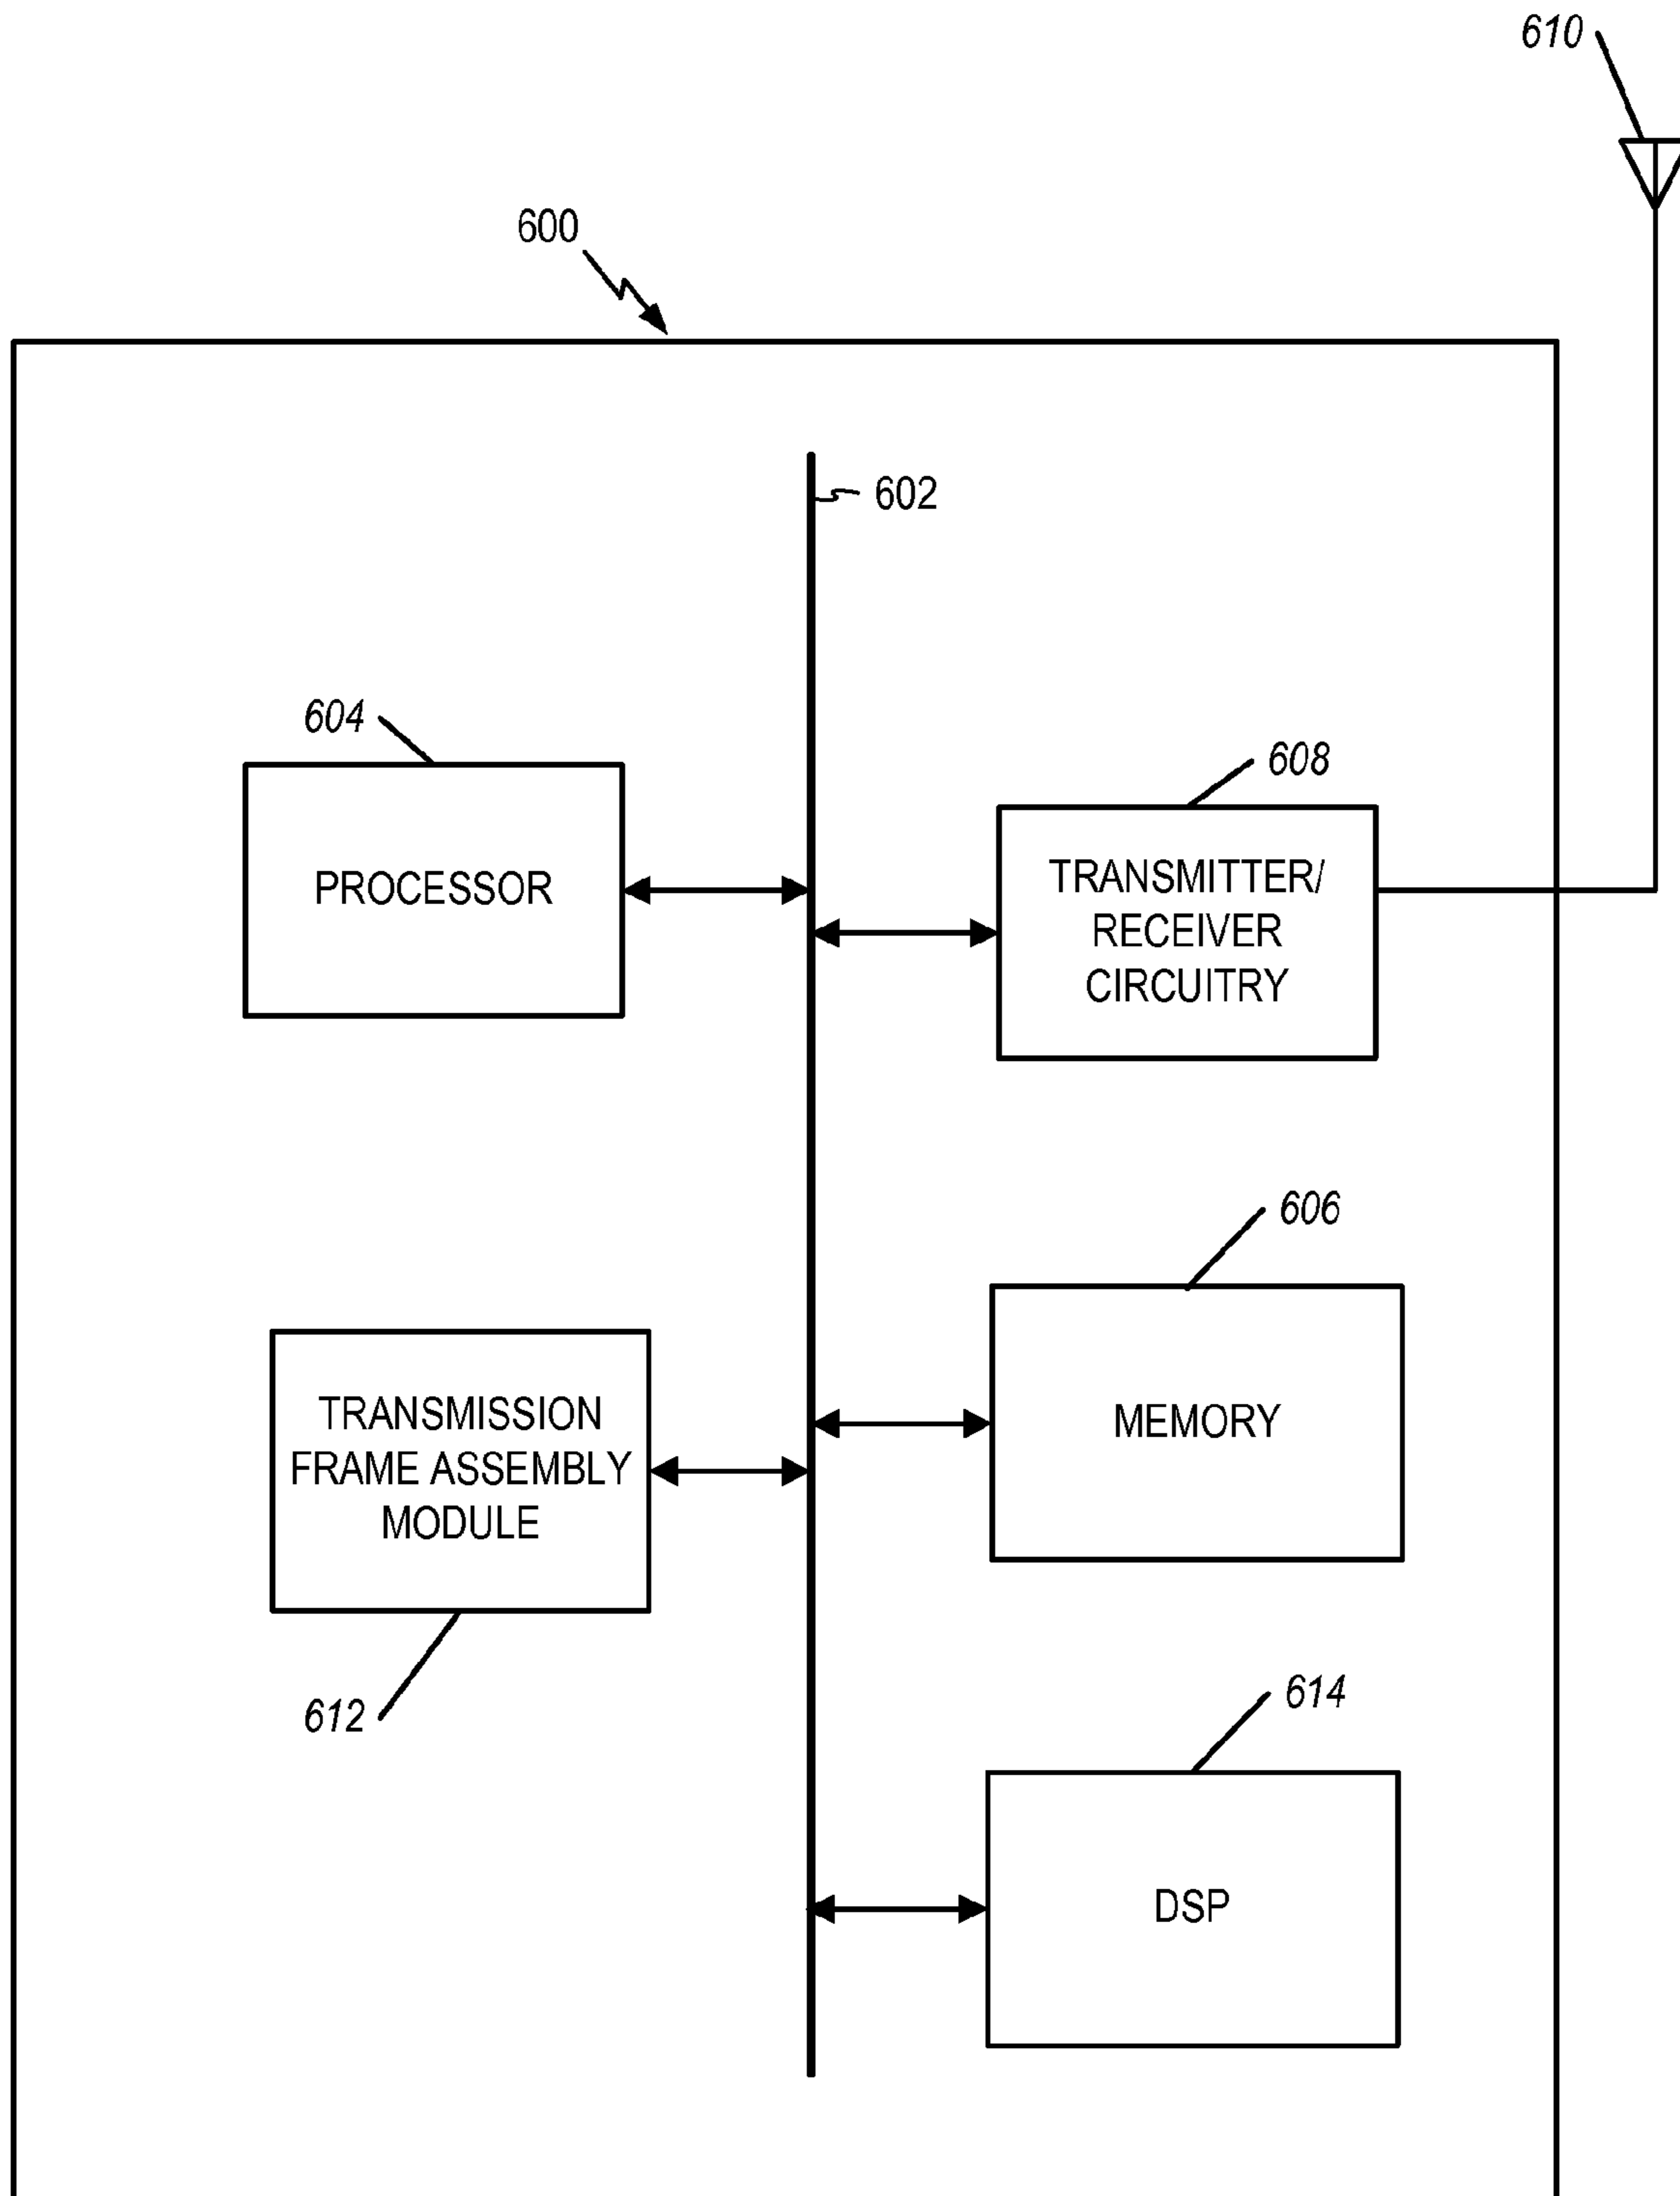 610
600
602
604
608
PROCESSOR
TRANSMITTER/
RECEIVER
CIRCUITRY
606
TRANSMISSION
FRAME ASSEMBLY
MODULE
MEMORY
612
614
DSP